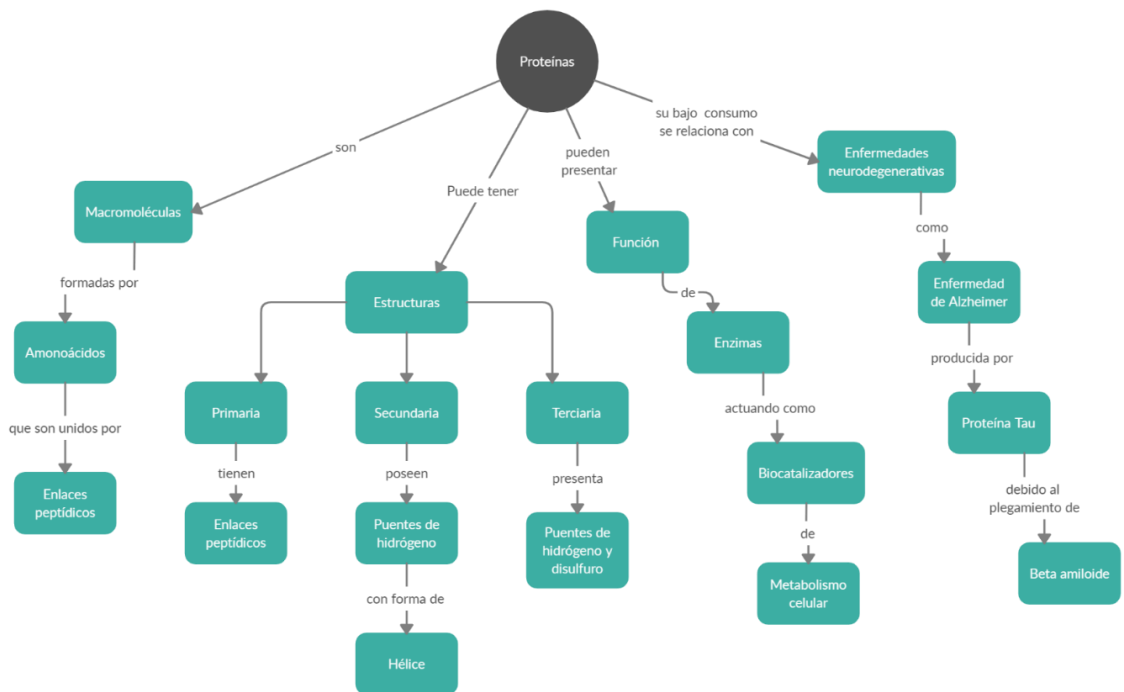 Proteínas
son
Macromoléculas
formadas por
Amonoácidos
que son unidos por
Enlaces
peptídicos
Puede tener
Estructuras
Primaria
tienen
Enlaces
peptídicos
Secundaria
poseen
Puentes de
hidrógeno
con forma de
Hélice
Terciaria
presenta
Puentes de
hidrógeno y
disulfuro
pueden
presentar
Función
de
Enzimas
actuando como
Biocatalizadores
de
Metabolismo
celular
su bajo consumo
se relaciona con
Enfermedades
neurodegenerativas
como
Enfermedad
de Alzheimer
producida por
Proteína Tau
debido al
plegamiento de
Beta amiloide